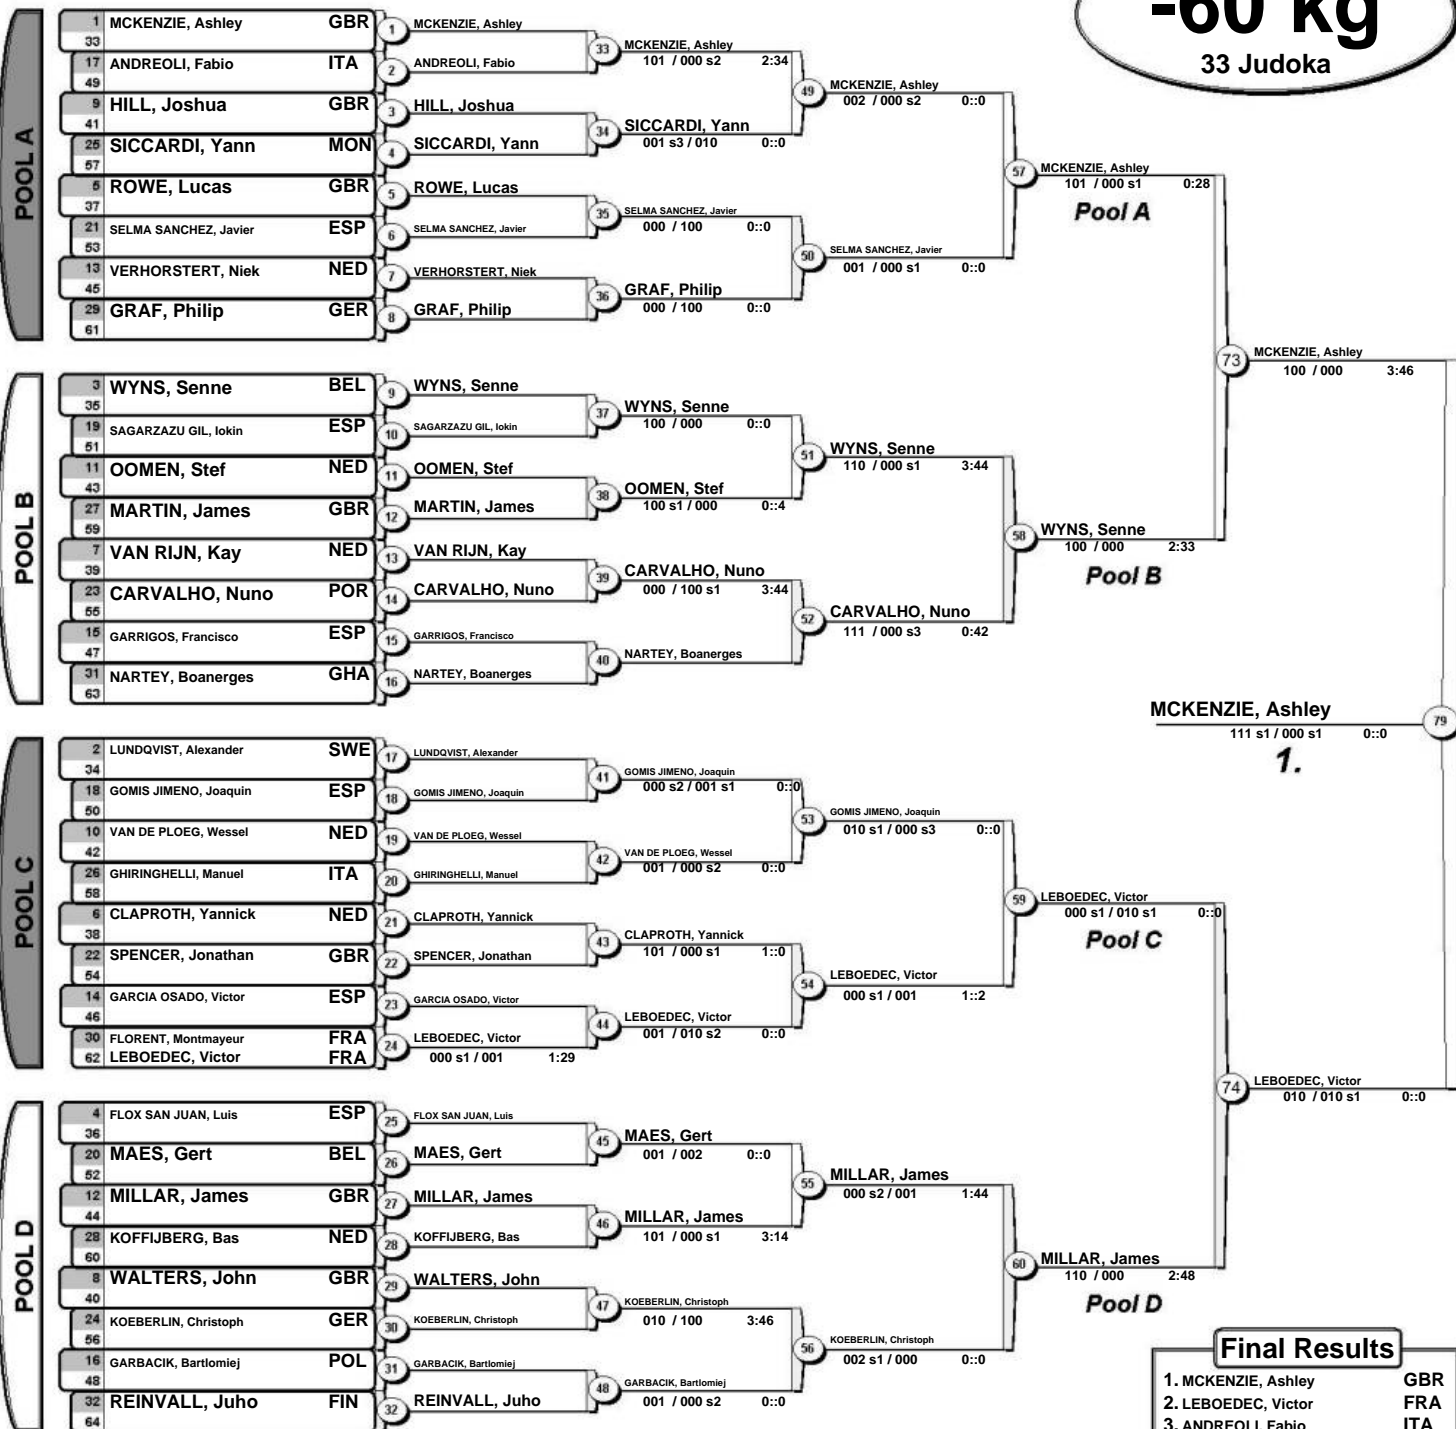 -60 kg
33 Judoka
POOL A
1 MCKENZIE, Ashley GBR
33
17 ANDREOLI, Fabio ITA
49
9 HILL, Joshua GBR
41
25 SICCARDI, Yann MON
57
5 ROWE, Lucas GBR
37
21 SELMA SANCHEZ, Javier ESP
53
13 VERHORSTERT, Niek NED
45
29 GRAF, Philip GER
61
1 MCKENZIE, Ashley
2 ANDREOLI, Fabio
3 HILL, Joshua
4 SICCARDI, Yann
5 ROWE, Lucas
6 SELMA SANCHEZ, Javier
7 VERHORSTERT, Niek
8 GRAF, Philip
33 MCKENZIE, Ashley
101 / 000 s2 2:34
34 SICCARDI, Yann
001 s3 / 010 0::0
35 SELMA SANCHEZ, Javier
000 / 100 0::0
36 GRAF, Philip
000 / 100 0::0
49 MCKENZIE, Ashley
002 / 000 s2 0::0
50 SELMA SANCHEZ, Javier
001 / 000 s1 0::0
57 MCKENZIE, Ashley
101 / 000 s1 0:28
Pool A
POOL B
3 WYNS, Senne BEL
35
19 SAGARZAZU GIL, Iokin ESP
51
11 OOMEN, Stef NED
43
27 MARTIN, James GBR
59
7 VAN RIJN, Kay NED
39
23 CARVALHO, Nuno POR
55
15 GARRIGOS, Francisco ESP
47
31 NARTEY, Boanerges GHA
63
9 WYNS, Senne
10 SAGARZAZU GIL, Iokin
11 OOMEN, Stef
12 MARTIN, James
13 VAN RIJN, Kay
14 CARVALHO, Nuno
15 GARRIGOS, Francisco
16 NARTEY, Boanerges
37 WYNS, Senne
100 / 000 0::0
38 OOMEN, Stef
100 s1 / 000 0::4
39 CARVALHO, Nuno
000 / 100 s1 3:44
40 NARTEY, Boanerges
51 WYNS, Senne
110 / 000 s1 3:44
52 CARVALHO, Nuno
111 / 000 s3 0:42
58 WYNS, Senne
100 / 000 2:33
Pool B
73 MCKENZIE, Ashley
100 / 000 3:46
MCKENZIE, Ashley 79
111 s1 / 000 s1 0::0
1.
POOL C
2 LUNDQVIST, Alexander SWE
34
18 GOMIS JIMENO, Joaquin ESP
50
10 VAN DE PLOEG, Wessel NED
42
26 GHIRINGHELLI, Manuel ITA
58
6 CLAPROTH, Yannick NED
38
22 SPENCER, Jonathan GBR
54
14 GARCIA OSADO, Victor ESP
46
30 FLORENT, Montmayeur FRA
62 LEBOEDEC, Victor FRA
17 LUNDQVIST, Alexander
18 GOMIS JIMENO, Joaquin
19 VAN DE PLOEG, Wessel
20 GHIRINGHELLI, Manuel
21 CLAPROTH, Yannick
22 SPENCER, Jonathan
23 GARCIA OSADO, Victor
24 LEBOEDEC, Victor
000 s1 / 001 1:29
41 GOMIS JIMENO, Joaquin
000 s2 / 001 s1 0::0
42 VAN DE PLOEG, Wessel
001 / 000 s2 0::0
43 CLAPROTH, Yannick
101 / 000 s1 1::0
44 LEBOEDEC, Victor
001 / 010 s2 0::0
53 GOMIS JIMENO, Joaquin
010 s1 / 000 s3 0::0
54 LEBOEDEC, Victor
000 s1 / 001 1::2
59 LEBOEDEC, Victor
000 s1 / 010 s1 0::0
Pool C
POOL D
4 FLOX SAN JUAN, Luis ESP
36
20 MAES, Gert BEL
52
12 MILLAR, James GBR
44
28 KOFFIJBERG, Bas NED
60
8 WALTERS, John GBR
40
24 KOEBERLIN, Christoph GER
56
16 GARBACIK, Bartlomiej POL
48
32 REINVALL, Juho FIN
64
25 FLOX SAN JUAN, Luis
26 MAES, Gert
27 MILLAR, James
28 KOFFIJBERG, Bas
29 WALTERS, John
30 KOEBERLIN, Christoph
31 GARBACIK, Bartlomiej
32 REINVALL, Juho
45 MAES, Gert
001 / 002 0::0
46 MILLAR, James
101 / 000 s1 3:14
47 KOEBERLIN, Christoph
010 / 100 3:46
48 GARBACIK, Bartlomiej
001 / 000 s2 0::0
55 MILLAR, James
000 s2 / 001 1:44
56 KOEBERLIN, Christoph
002 s1 / 000 0::0
60 MILLAR, James
110 / 000 2:48
Pool D
74 LEBOEDEC, Victor
010 / 010 s1 0::0
Final Results
1. MCKENZIE, Ashley GBR
2. LEBOEDEC, Victor FRA
3. ANDREOLI, Fabio ITA